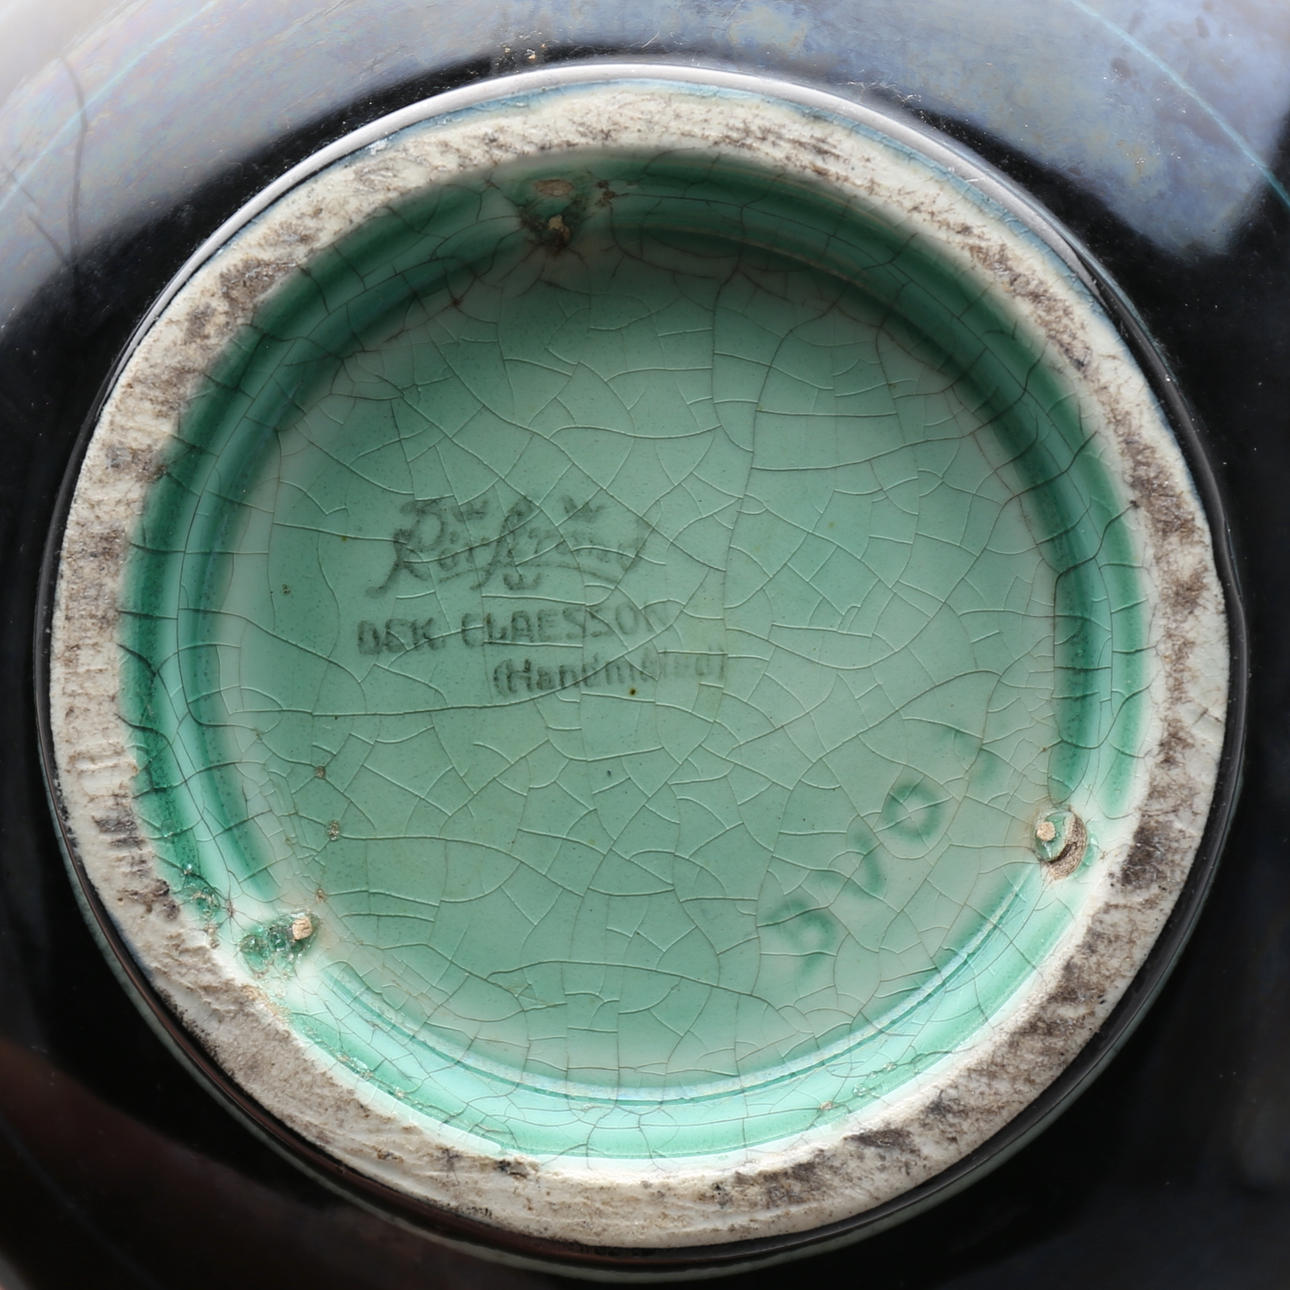 Rörstrand
DEK. CLAESSON
(Handmålad)